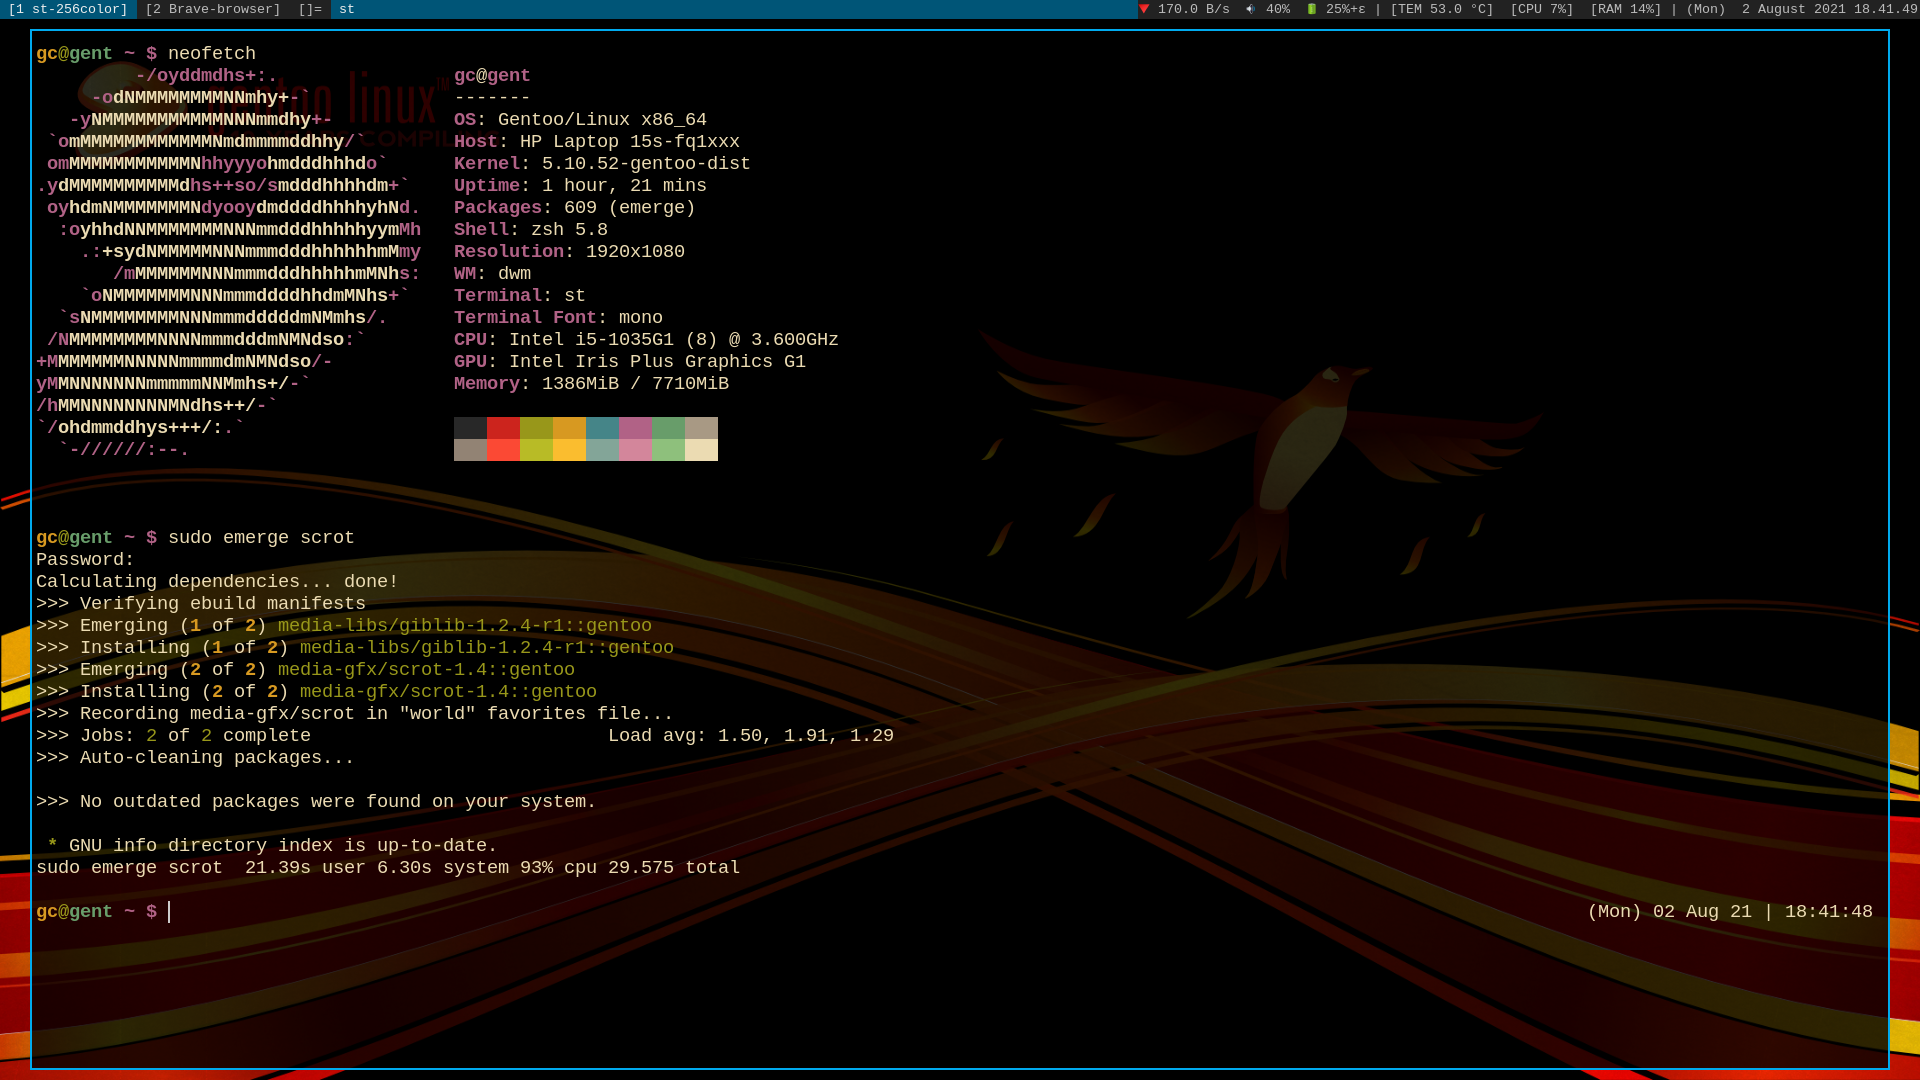 [1 st-256color] [2 Brave-browser] []= st 170.0 B/s 40% 25%+ε | [TEM 53.0 °C] [CPU 7%] [RAM 14%] | (Mon) 2 August 2021 18.41.49
gc@gent ~ $ neofetch
-/oyddmdhs+:. gc@gent
-odNMMMMMMMMNNmhy+-` -------
-yNMMMMMMMMMMMNNNmmdhy+- OS: Gentoo/Linux x86_64
`omMMMMMMMMMMMMNmdmmmmddhhy/` Host: HP Laptop 15s-fq1xxx
omMMMMMMMMMMMNhhyyyohmdddhhhdo` Kernel: 5.10.52-gentoo-dist
.ydMMMMMMMMMMdhs++so/smdddhhhhdm+` Uptime: 1 hour, 21 mins
oyhdmNMMMMMMMNdyooydmddddhhhhyhNd. Packages: 609 (emerge)
:oyhhdNNMMMMMMMNNNmmdddhhhhhyymMh Shell: zsh 5.8
.:+sydNMMMMMNNNmmmdddhhhhhhmMmy Resolution: 1920x1080
/mMMMMMMNNNmmmdddhhhhhmMNhs: WM: dwm
`oNMMMMMMMNNNmmmddddhhdmMNhs+` Terminal: st
`sNMMMMMMMMNNNmmmdddddmNMmhs/. Terminal Font: mono
/NMMMMMMMMNNNNmmmdddmNMNdso:` CPU: Intel i5-1035G1 (8) @ 3.600GHz
+MMMMMMMNNNNNmmmmdmNMNdso/- GPU: Intel Iris Plus Graphics G1
yMMNNNNNNNmmmmmNNMmhs+/-` Memory: 1386MiB / 7710MiB
/hMMNNNNNNNNMNdhs++/-`
`/ohdmmddhys+++/:.`
`-//////:--.
gentoo linux™
gc@gent ~ $ sudo emerge scrot
Password:
Calculating dependencies... done!
>>> Verifying ebuild manifests
>>> Emerging (1 of 2) media-libs/giblib-1.2.4-r1::gentoo
>>> Installing (1 of 2) media-libs/giblib-1.2.4-r1::gentoo
>>> Emerging (2 of 2) media-gfx/scrot-1.4::gentoo
>>> Installing (2 of 2) media-gfx/scrot-1.4::gentoo
>>> Recording media-gfx/scrot in "world" favorites file...
>>> Jobs: 2 of 2 complete Load avg: 1.50, 1.91, 1.29
>>> Auto-cleaning packages...
>>> No outdated packages were found on your system.
* GNU info directory index is up-to-date.
sudo emerge scrot 21.39s user 6.30s system 93% cpu 29.575 total
gc@gent ~ $ (Mon) 02 Aug 21 | 18:41:48